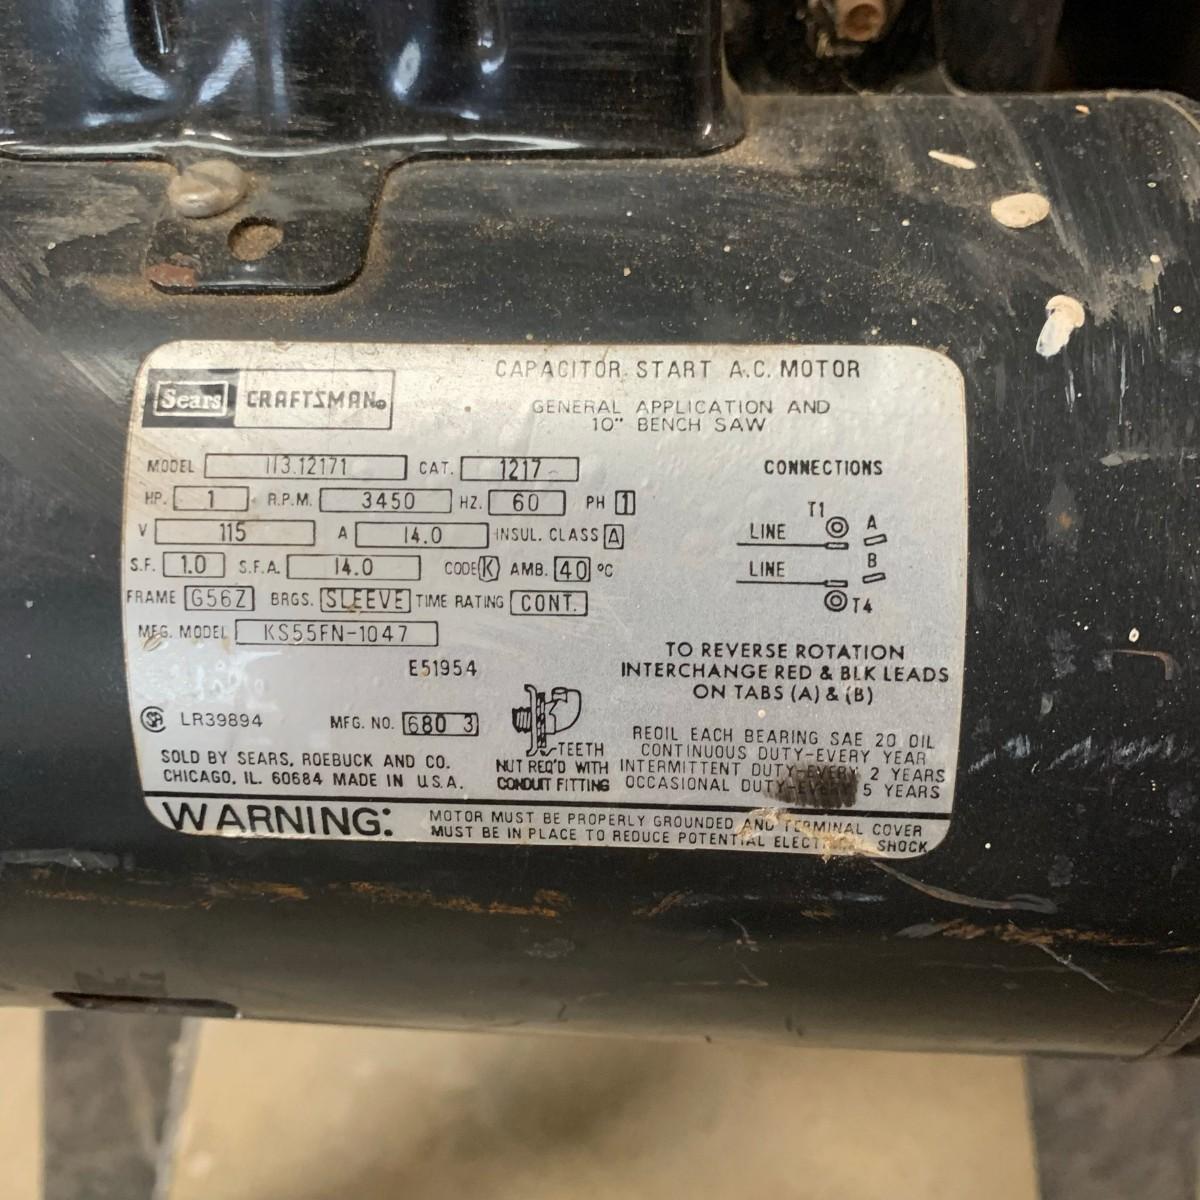 Sears CRAFTSMAN®
CAPACITOR START A.C. MOTOR
GENERAL APPLICATION AND
10" BENCH SAW
MODEL 113.12171 CAT. 1217
HP. 1 R.P.M. 3450 HZ. 60 PH 1
V 115 A 14.0 INSUL. CLASS A
S.F. 1.0 S.F.A. 14.0 CODE K AMB. 40 °C
FRAME G56Z BRGS. SLEEVE TIME RATING CONT.
MFG. MODEL KS55FN-1047
E51954
SA LR39894 MFG. NO. 680 3
SOLD BY SEARS, ROEBUCK AND CO.
CHICAGO, IL. 60684 MADE IN U.S.A.
TEETH
NUT REQ'D WITH
CONDUIT FITTING
CONNECTIONS
T1
LINE A
LINE B
T4
TO REVERSE ROTATION
INTERCHANGE RED & BLK LEADS
ON TABS (A) & (B)
REOIL EACH BEARING SAE 20 OIL
CONTINUOUS DUTY-EVERY YEAR
INTERMITTENT DUTY-EVERY 2 YEARS
OCCASIONAL DUTY-EVERY 5 YEARS
WARNING: MOTOR MUST BE PROPERLY GROUNDED AND TERMINAL COVER
MUST BE IN PLACE TO REDUCE POTENTIAL ELECTRICAL SHOCK